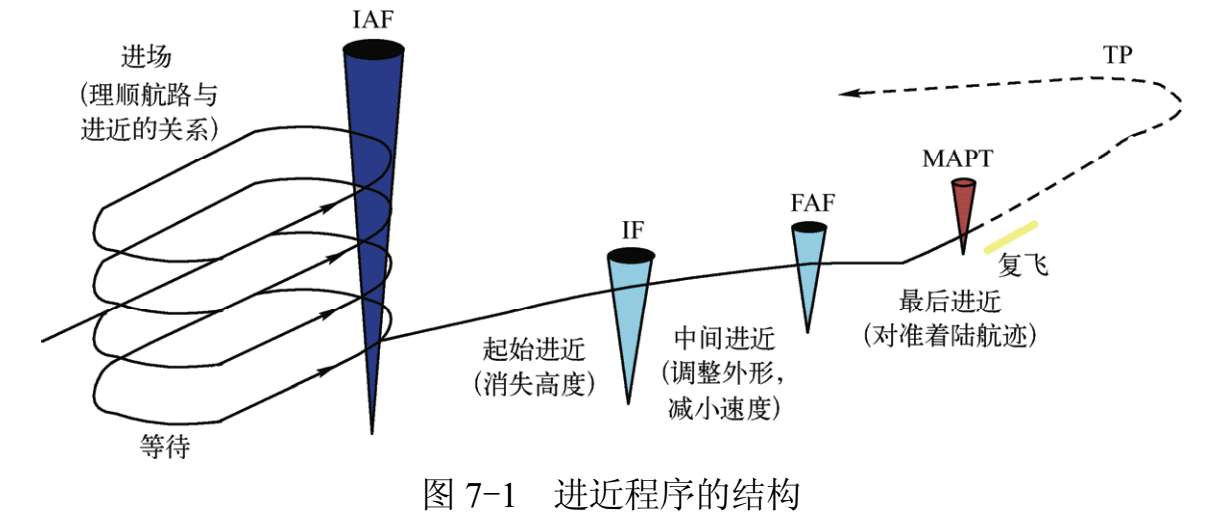 IAF
进场
(理顺航路与
进近的关系)
等待
起始进近
(消失高度)
IF
中间进近
(调整外形，
减小速度)
FAF
最后进近
(对准着陆航迹)
MAPT
复飞
TP
图 7-1 进近程序的结构